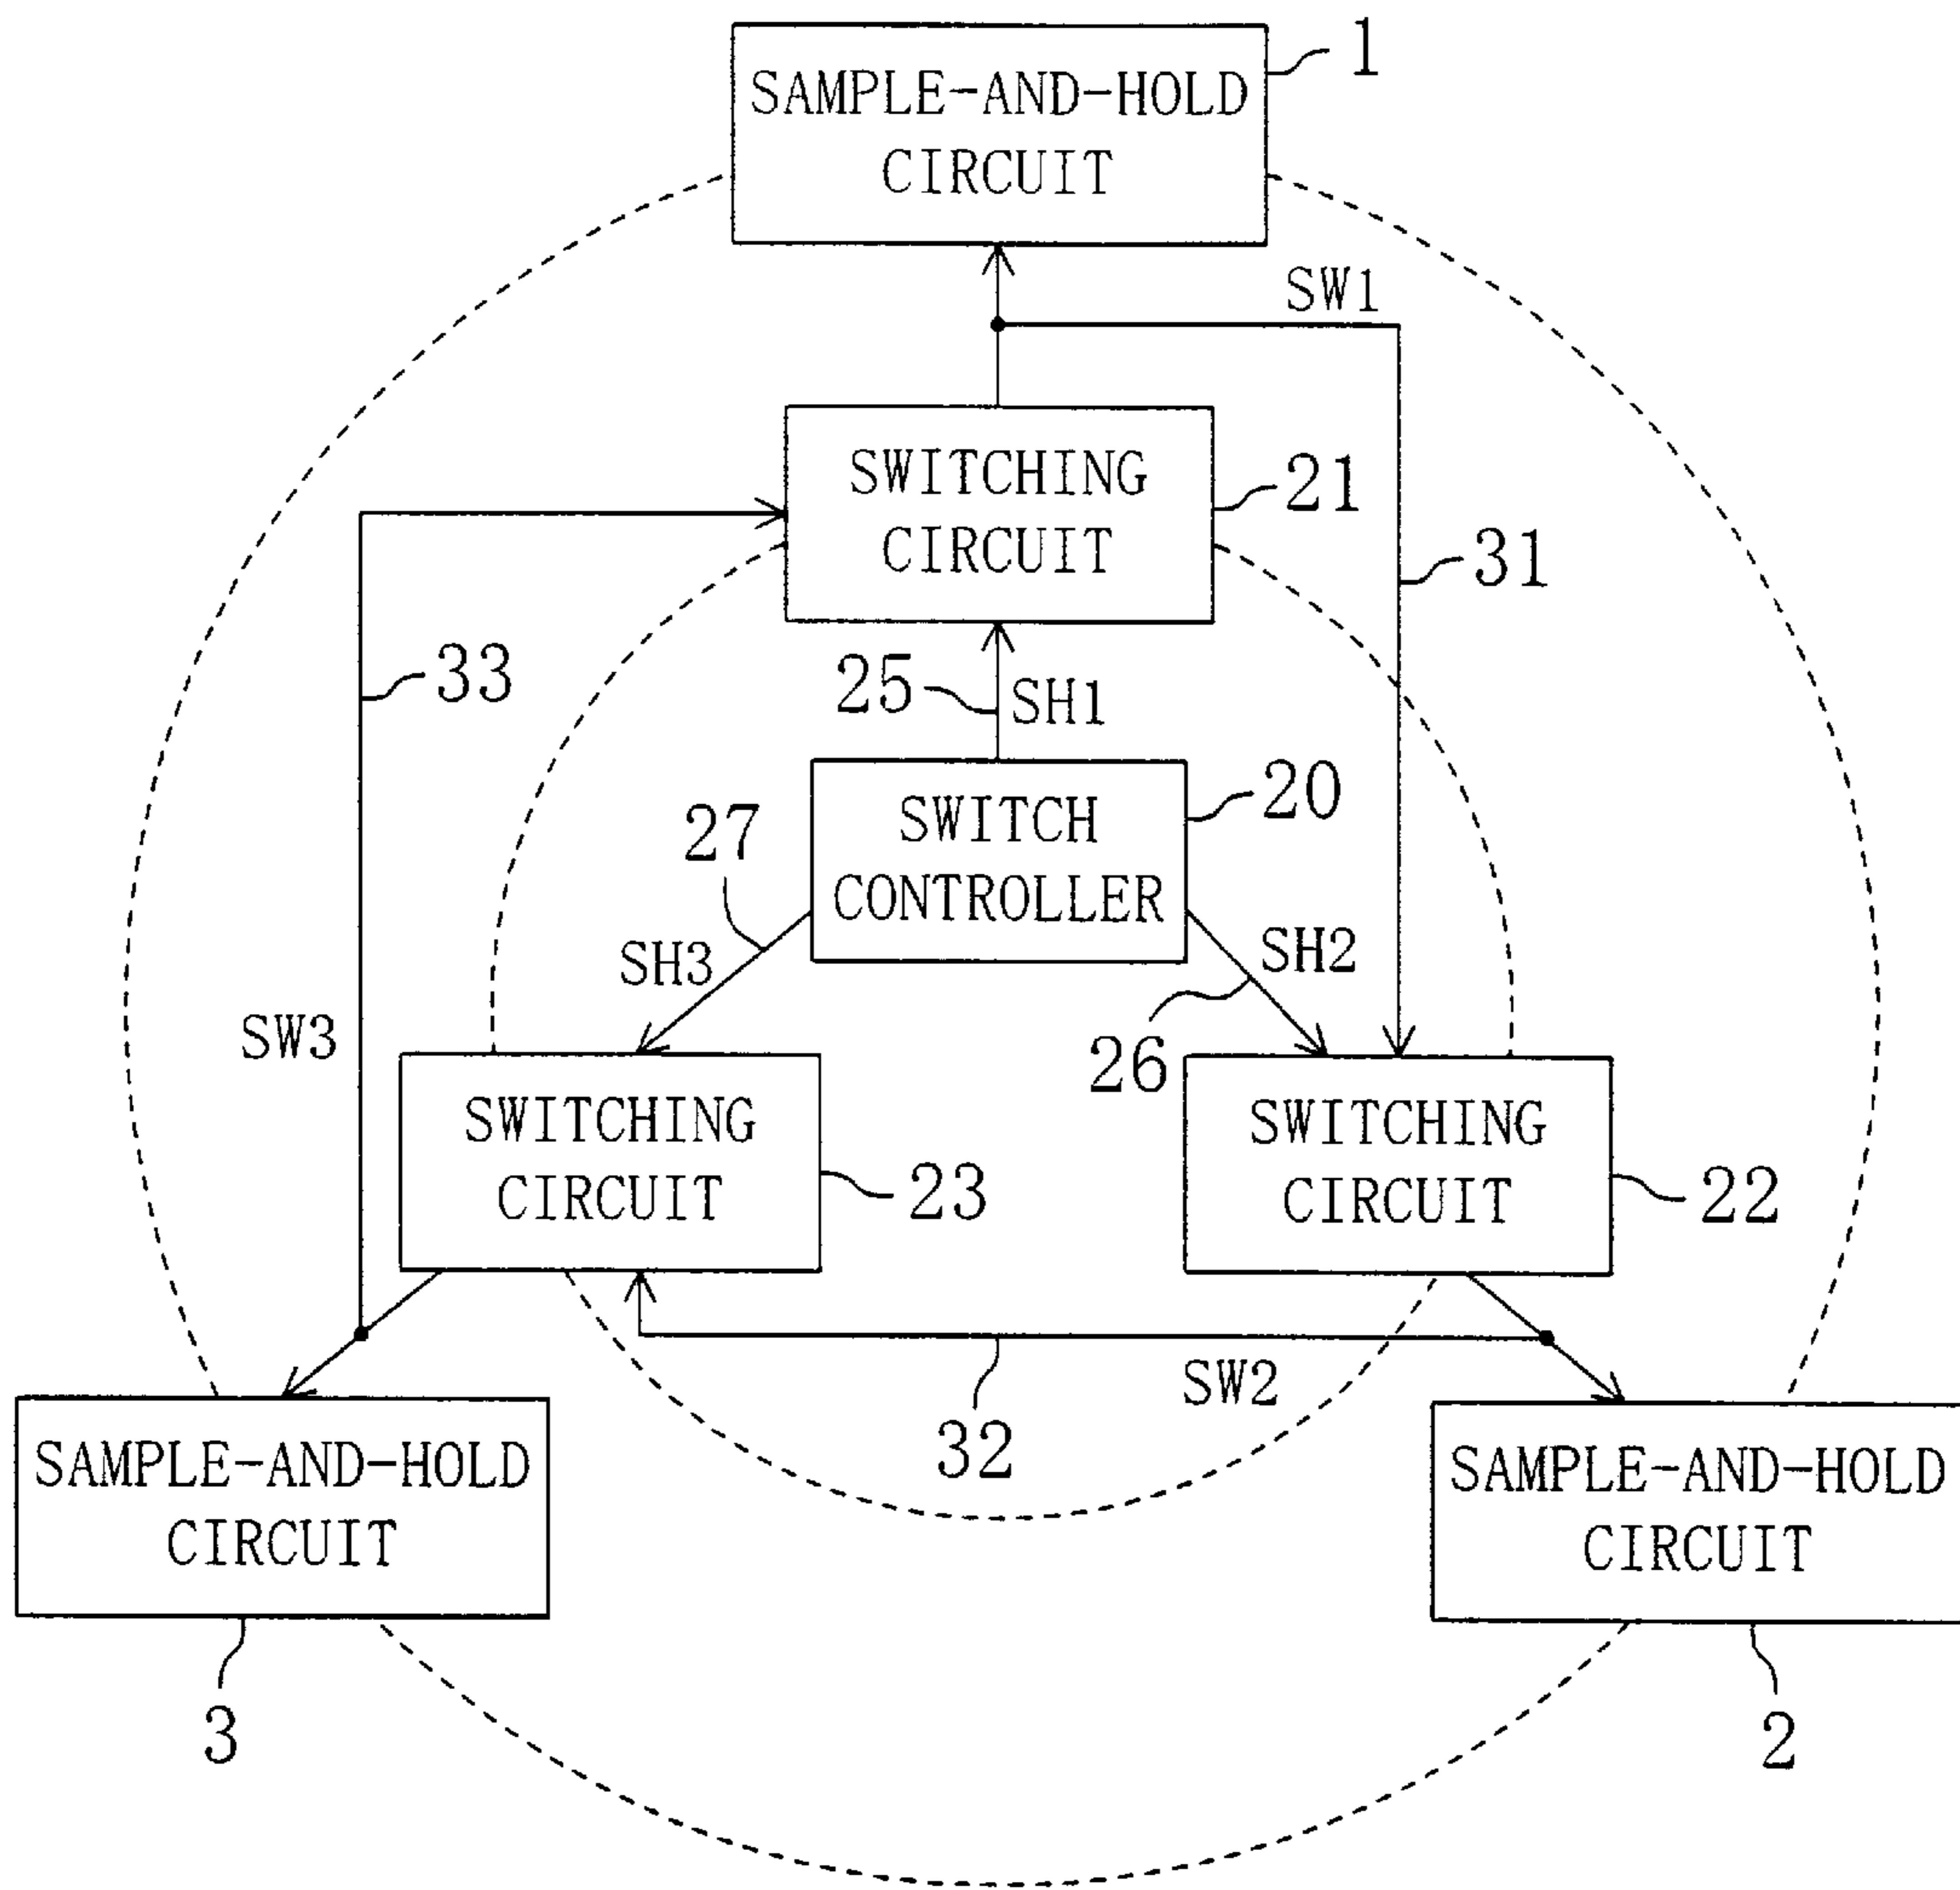 SAMPLE-AND-HOLD
CIRCUIT
1
SW1
SWITCHING
CIRCUIT
21
31
33
25
SH1
SWITCH
CONTROLLER
20
27
SH3
SH2
26
SW3
SWITCHING
CIRCUIT
23
SWITCHING
CIRCUIT
22
SW2
32
SAMPLE-AND-HOLD
CIRCUIT
3
SAMPLE-AND-HOLD
CIRCUIT
2